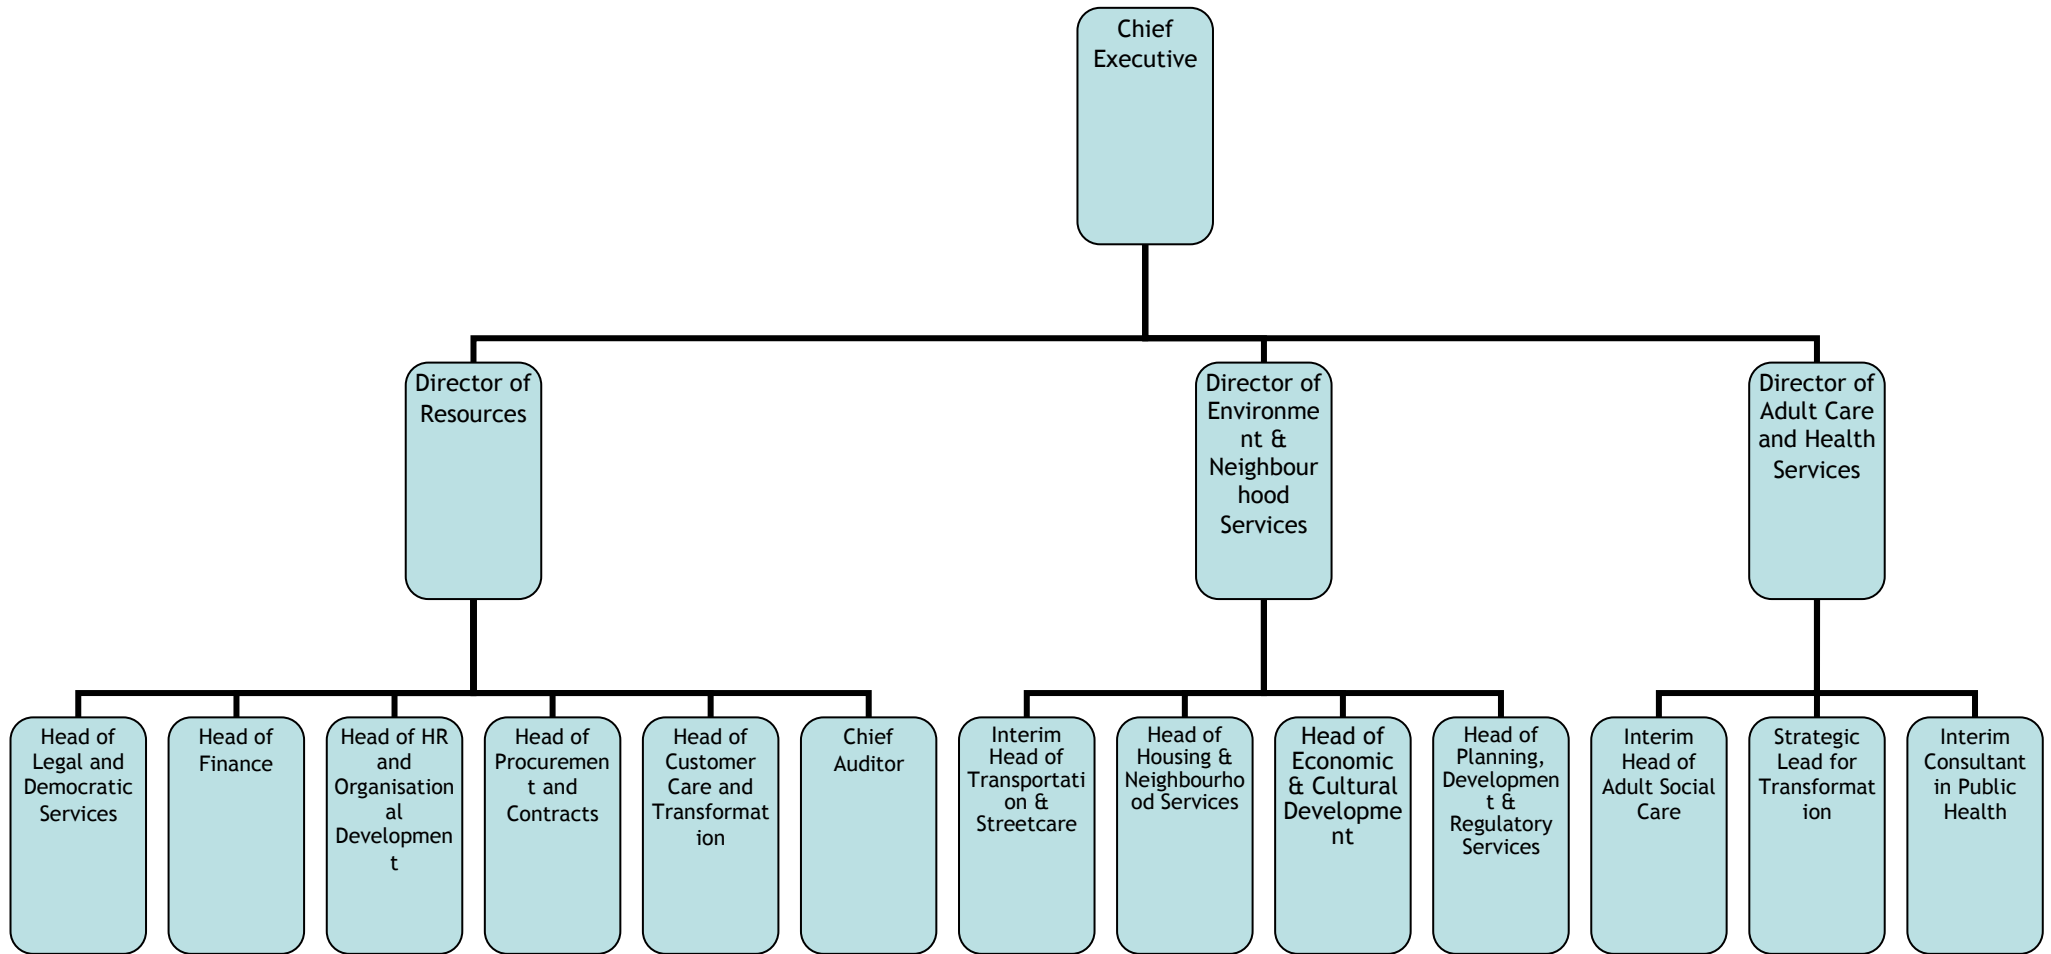 Chief
Executive
Director of
Resources
Director of
Environme
nt &
Neighbour
hood
Services
Director of
Adult Care
and Health
Services
Head of
Legal and
Democratic
Services
Head of
Finance
Head of HR
and
Organisation
al
Developmen
t
Head of
Procuremen
t and
Contracts
Head of
Customer
Care and
Transformat
ion
Chief
Auditor
Interim
Head of
Transportati
on &
Streetcare
Head of
Housing &
Neighbourho
od Services
Head of
Economic
& Cultural
Developme
nt
Head of
Planning,
Developmen
t &
Regulatory
Services
Interim
Head of
Adult Social
Care
Strategic
Lead for
Transformat
ion
Interim
Consultant
in Public
Health